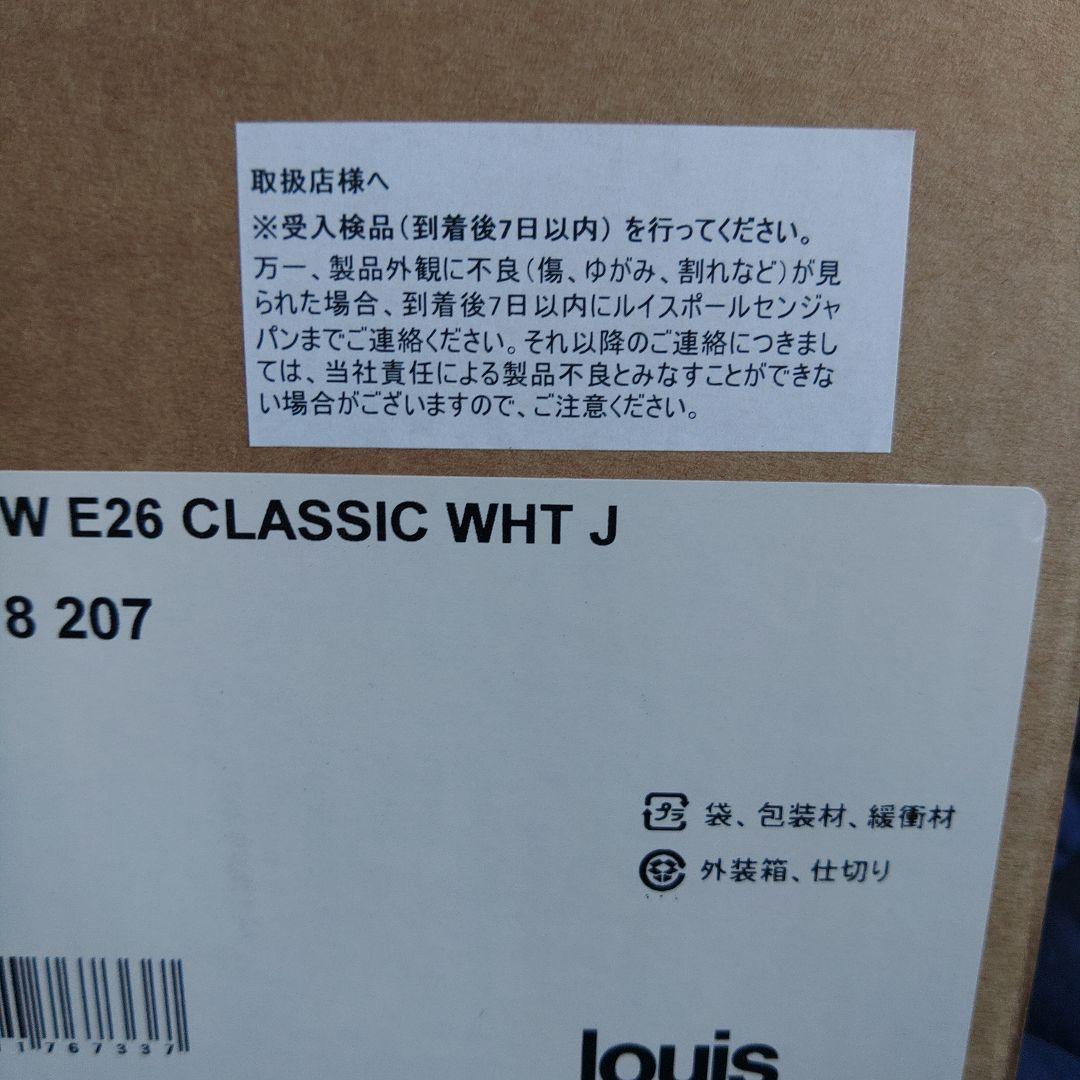 取扱店様へ
※受入検品(到着後7日以内) を行ってください。
万一、製品外観に不良(傷、ゆがみ、割れなど)が見
られた場合、到着後7日以内にルイスポールセンジャ
パンまでご連絡ください。それ以降のご連絡につきまし
ては、当社責任による製品不良とみなすことができな
い場合がございますので、ご注意ください。
W E26 CLASSIC WHT J
8 207
プラ 袋、包装材、緩衝材
外装箱、仕切り
1767337
louis